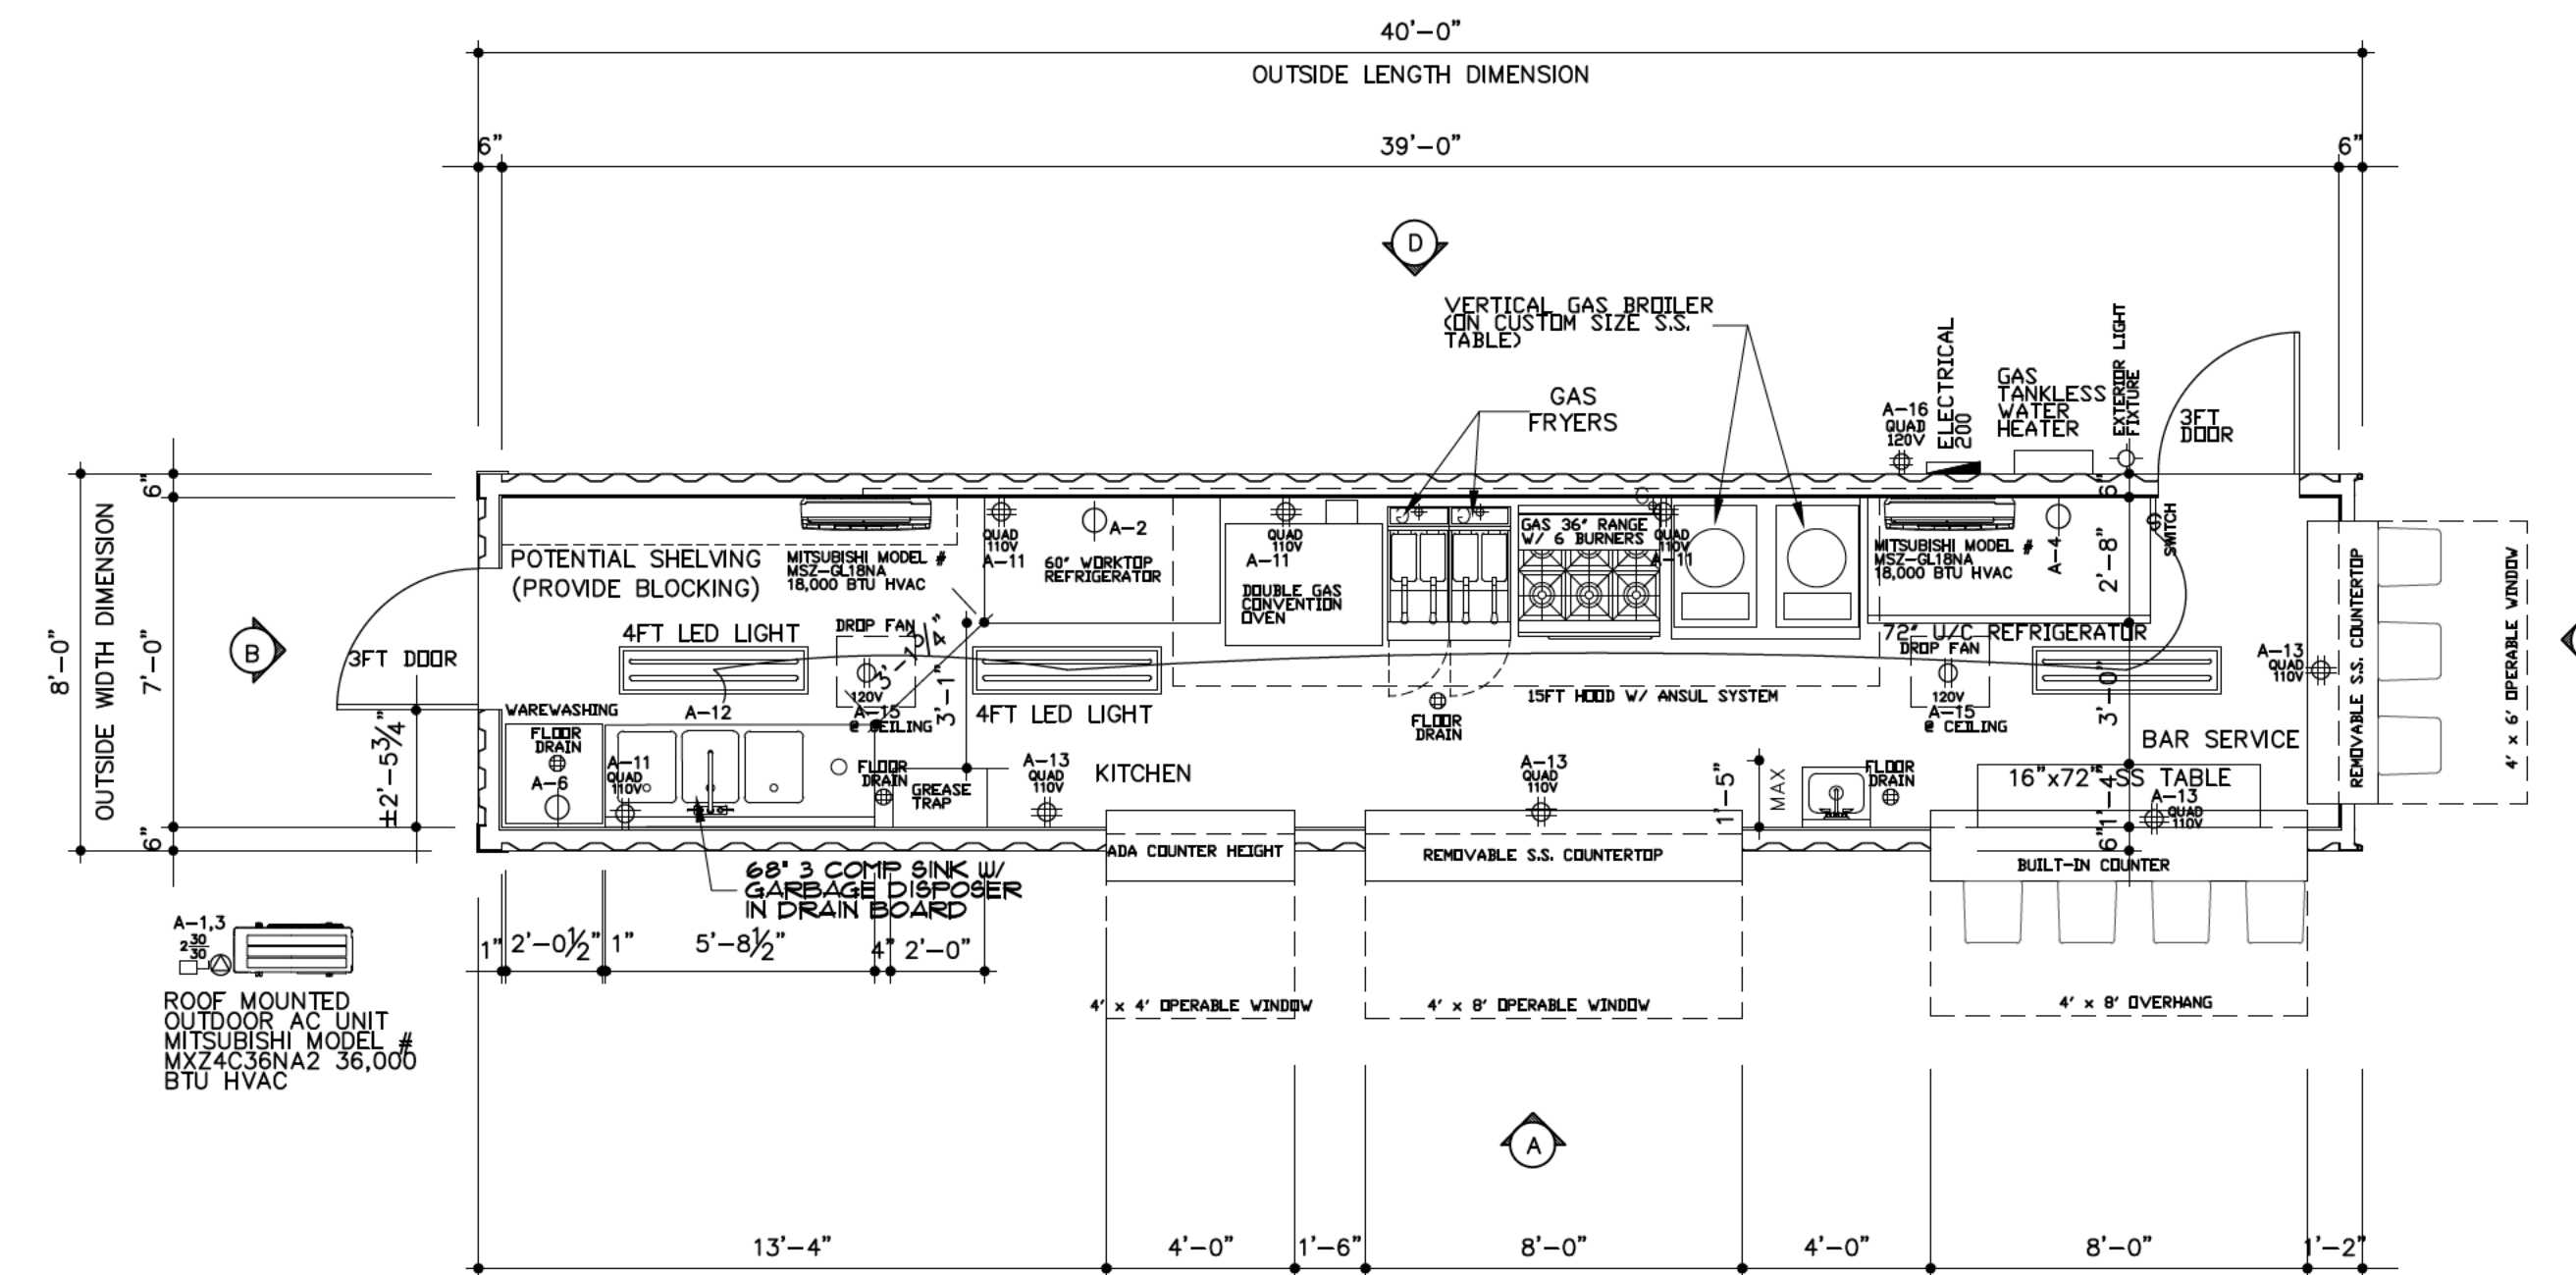 40'-0"
OUTSIDE LENGTH DIMENSION
6"
39'-0"
6"
D
VERTICAL GAS BROILER
(ON CUSTOM SIZE S.S.
TABLE)
GAS
FRYERS
A-16
QUAD
120V
ELECTRICAL
200
GAS
TANKLESS
WATER
HEATER
EXTERIOR LIGHT
FIXTURE
3FT
DOOR
8'-0"
OUTSIDE WIDTH DIMENSION
6"
7'-0"
6"
B
3FT DOOR
±2'-5¾"
POTENTIAL SHELVING
(PROVIDE BLOCKING)
MITSUBISHI MODEL #
MSZ-GL18NA
18,000 BTU HVAC
QUAD
110V
A-11
A-2
60" WORKTOP
REFRIGERATOR
QUAD
110V
A-11
DOUBLE GAS
CONVENTION
OVEN
GAS 36" RANGE
W/ 6 BURNERS
QUAD
110V
A-11
MITSUBISHI MODEL #
MSZ-GL18NA
18,000 BTU HVAC
A-4
6"
2'-8"
SWITCH
$
4FT LED LIGHT
DROP FAN
120V
A-15
@ CEILING
3'-1"
4FT LED LIGHT
15FT HOOD W/ ANSUL SYSTEM
FLOOR
DRAIN
72" U/C REFRIGERATOR
DROP FAN
120V
A-15
@ CEILING
3'-0"
A-13
QUAD
110V
REMOVABLE S.S. COUNTERTOP
4' x 6' OPERABLE WINDOW
WAREWASHING
FLOOR
DRAIN
A-6
A-12
A-11
QUAD
110V
FLOOR
DRAIN
GREASE
TRAP
A-13
QUAD
110V
KITCHEN
A-13
QUAD
110V
1'-5"
MAX
FLOOR
DRAIN
BAR SERVICE
16"x72" SS TABLE
1'-4"
A-13
QUAD
110V
6"
ADA COUNTER HEIGHT
REMOVABLE S.S. COUNTERTOP
BUILT-IN COUNTER
68" 3 COMP SINK W/
GARBAGE DISPOSER
IN DRAIN BOARD
1"
2'-0½"
1"
5'-8½"
4"
2'-0"
A-1,3
2 30
30
ROOF MOUNTED
OUTDOOR AC UNIT
MITSUBISHI MODEL #
MXZ4C36NA2 36,000
BTU HVAC
4' x 4' OPERABLE WINDOW
4' x 8' OPERABLE WINDOW
4' x 8' OVERHANG
A
13'-4"
4'-0"
1'-6"
8'-0"
4'-0"
8'-0"
1'-2"